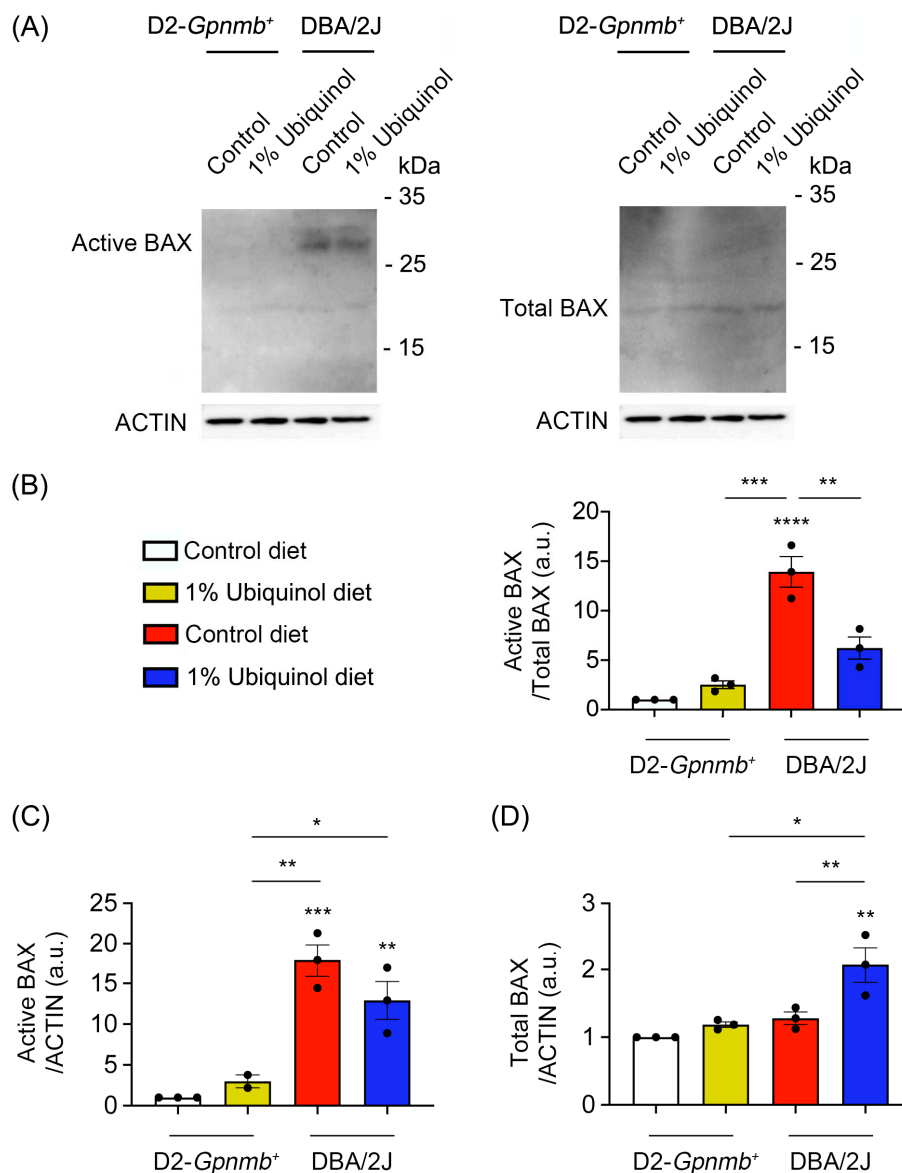 (A)
D2-Gpnmb⁺ DBA/2J
Control
1% Ubiquinol
Control
1% Ubiquinol
kDa
- 35
Active BAX
- 25
- 15
ACTIN
D2-Gpnmb⁺ DBA/2J
Control
1% Ubiquinol
Control
1% Ubiquinol
kDa
- 35
- 25
Total BAX
- 15
ACTIN
(B)
Control diet
1% Ubiquinol diet
Control diet
1% Ubiquinol diet
Active BAX
/Total BAX (a.u.)
*** **
****
20
15
10
5
0
D2-Gpnmb⁺ DBA/2J
(C)
Active BAX
/ACTIN (a.u.)
*
**
***
**
25
20
15
10
5
0
D2-Gpnmb⁺ DBA/2J
(D)
Total BAX
/ACTIN (a.u.)
*
**
**
3
2
1
0
D2-Gpnmb⁺ DBA/2J